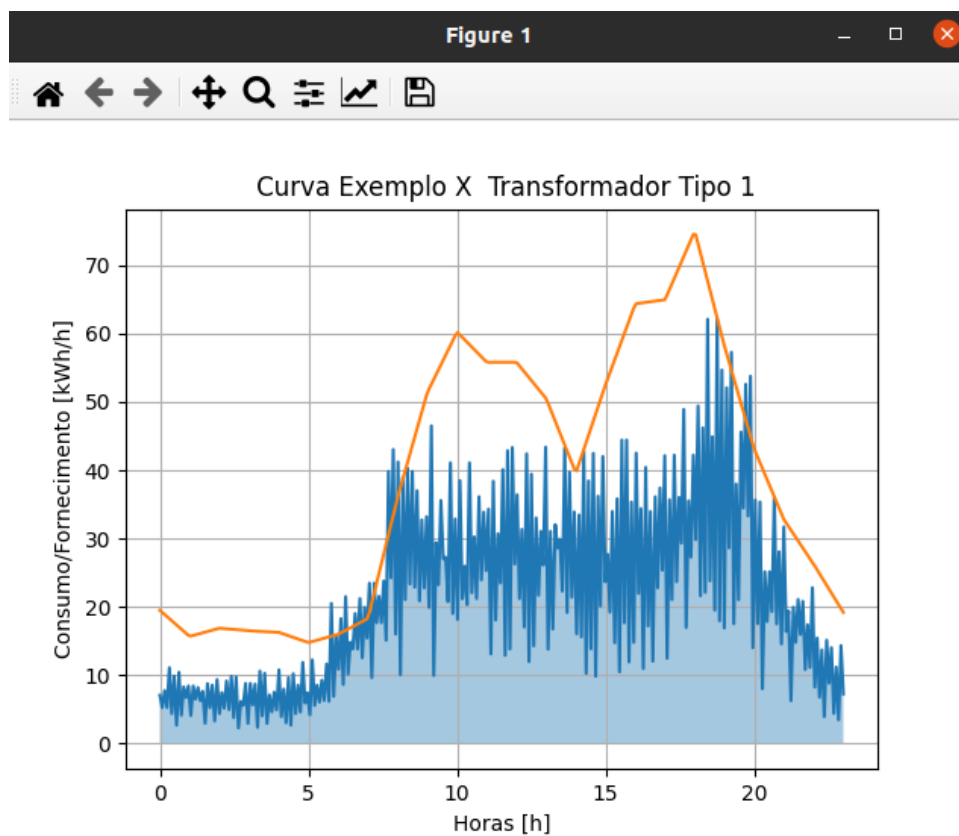 Figure 1
Curva Exemplo X  Transformador Tipo 1
Consumo/Fornecimento [kWh/h]
70
60
50
40
30
20
10
0
0 5 10 15 20
Horas [h]